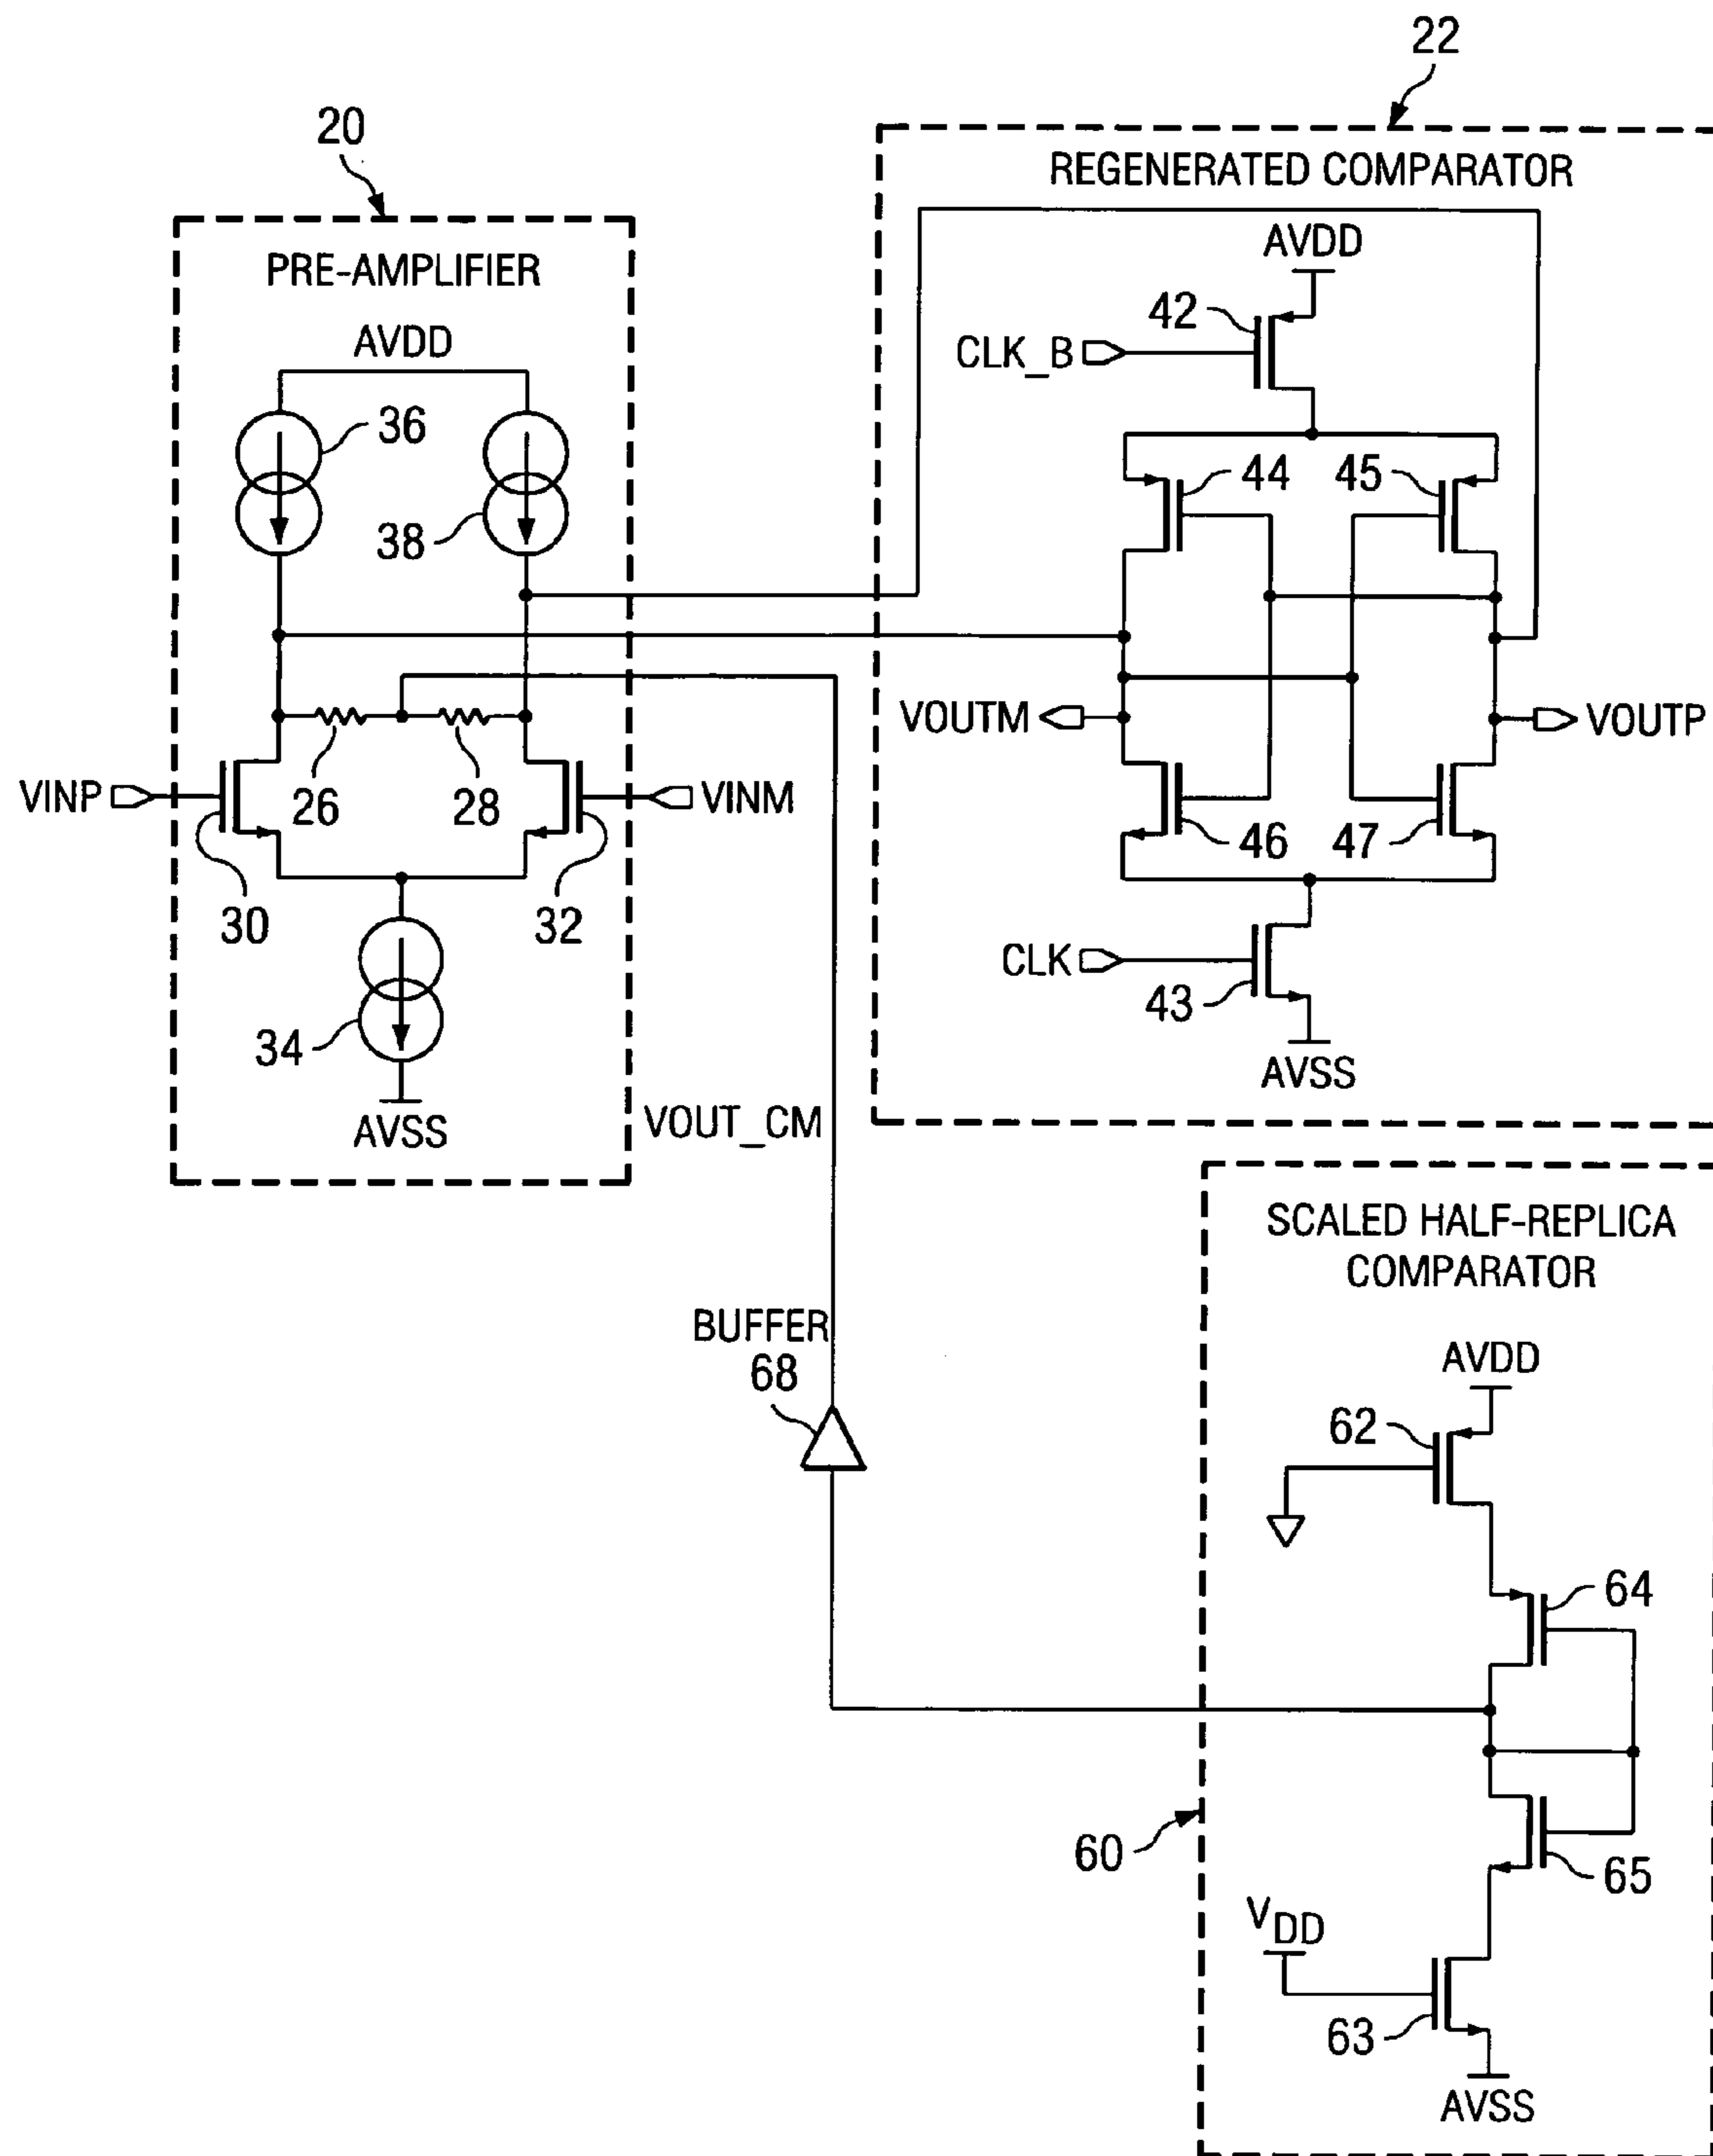 22
20
REGENERATED COMPARATOR
PRE-AMPLIFIER
AVDD
AVDD
42
CLK_B
36
38
44
45
VOUTM
VOUTP
VINP
26
28
VINM
46
47
30
32
CLK
43
34
AVSS
AVSS
VOUT_CM
SCALED HALF-REPLICA
COMPARATOR
BUFFER
68
AVDD
62
64
60
65
VDD
63
AVSS